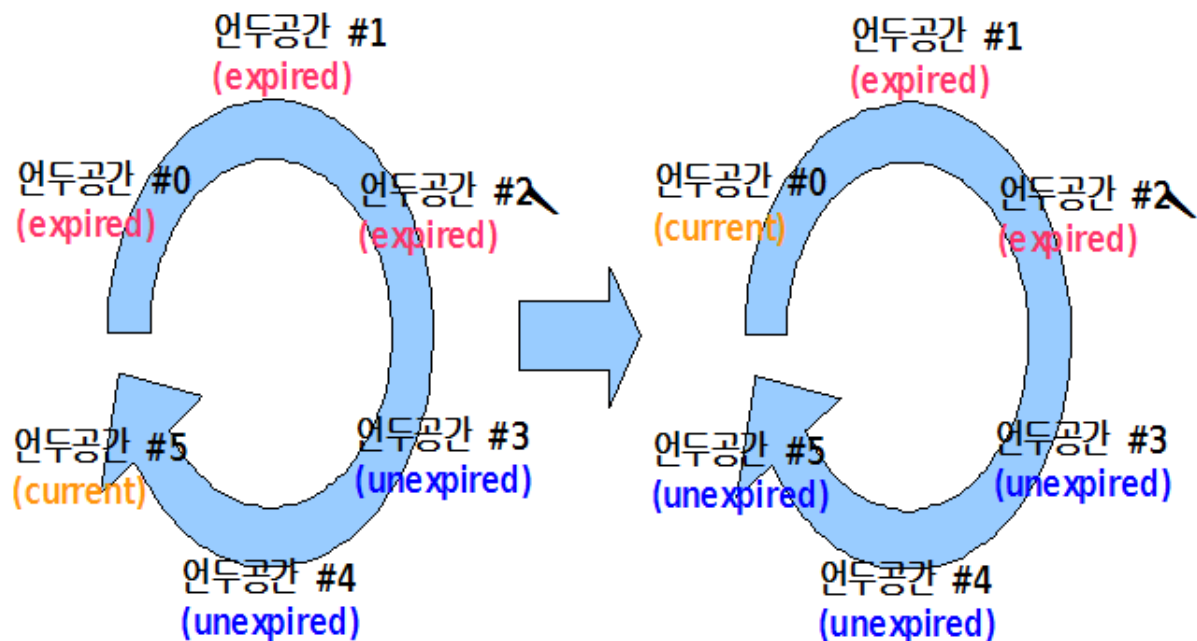 언두공간 #1
(expired)
언두공간 #0
(expired)
언두공간 #2
(expired)
언두공간 #3
(unexpired)
언두공간 #5
(current)
언두공간 #4
(unexpired)
언두공간 #1
(expired)
언두공간 #0
(current)
언두공간 #2
(expired)
언두공간 #3
(unexpired)
언두공간 #5
(unexpired)
언두공간 #4
(unexpired)